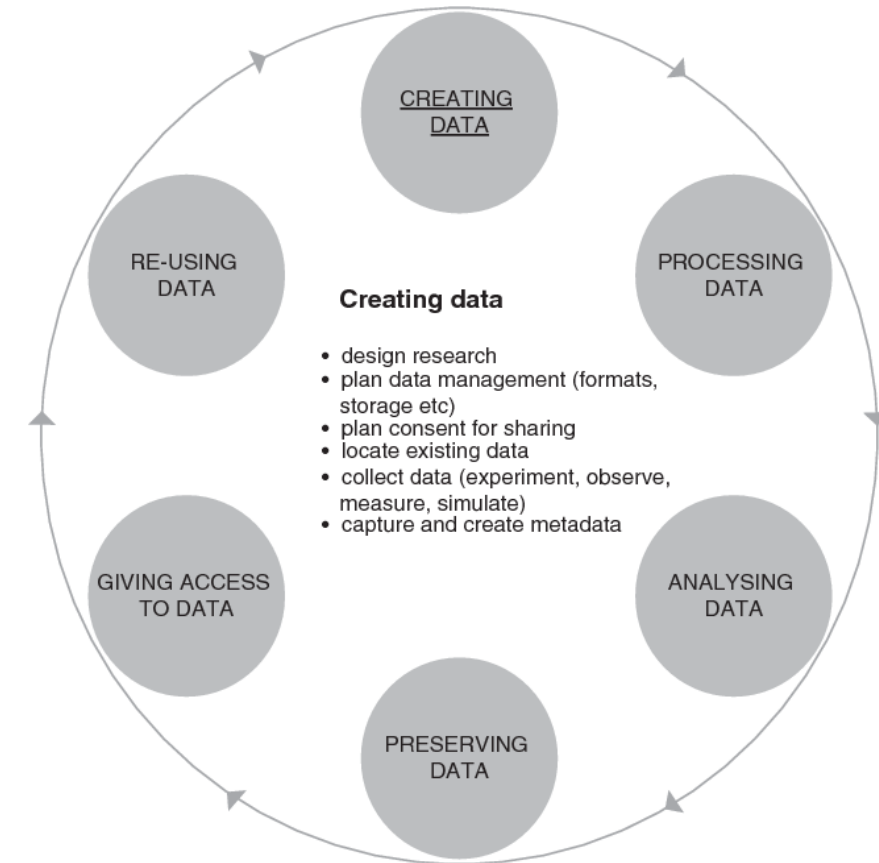 CREATING
DATA
PROCESSING
DATA
ANALYSING
DATA
PRESERVING
DATA
GIVING ACCESS
TO DATA
RE-USING
DATA
Creating data
• design research
• plan data management (formats,
storage etc)
• plan consent for sharing
• locate existing data
• collect data (experiment, observe,
measure, simulate)
• capture and create metadata